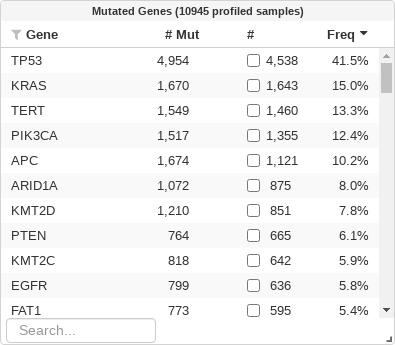 Mutated Genes (10945 profiled samples)
Gene # Mut # Freq
TP53 4,954 4,538 41.5%
KRAS 1,670 1,643 15.0%
TERT 1,549 1,460 13.3%
PIK3CA 1,517 1,355 12.4%
APC 1,674 1,121 10.2%
ARID1A 1,072 875 8.0%
KMT2D 1,210 851 7.8%
PTEN 764 665 6.1%
KMT2C 818 642 5.9%
EGFR 799 636 5.8%
FAT1 773 595 5.4%
Search...